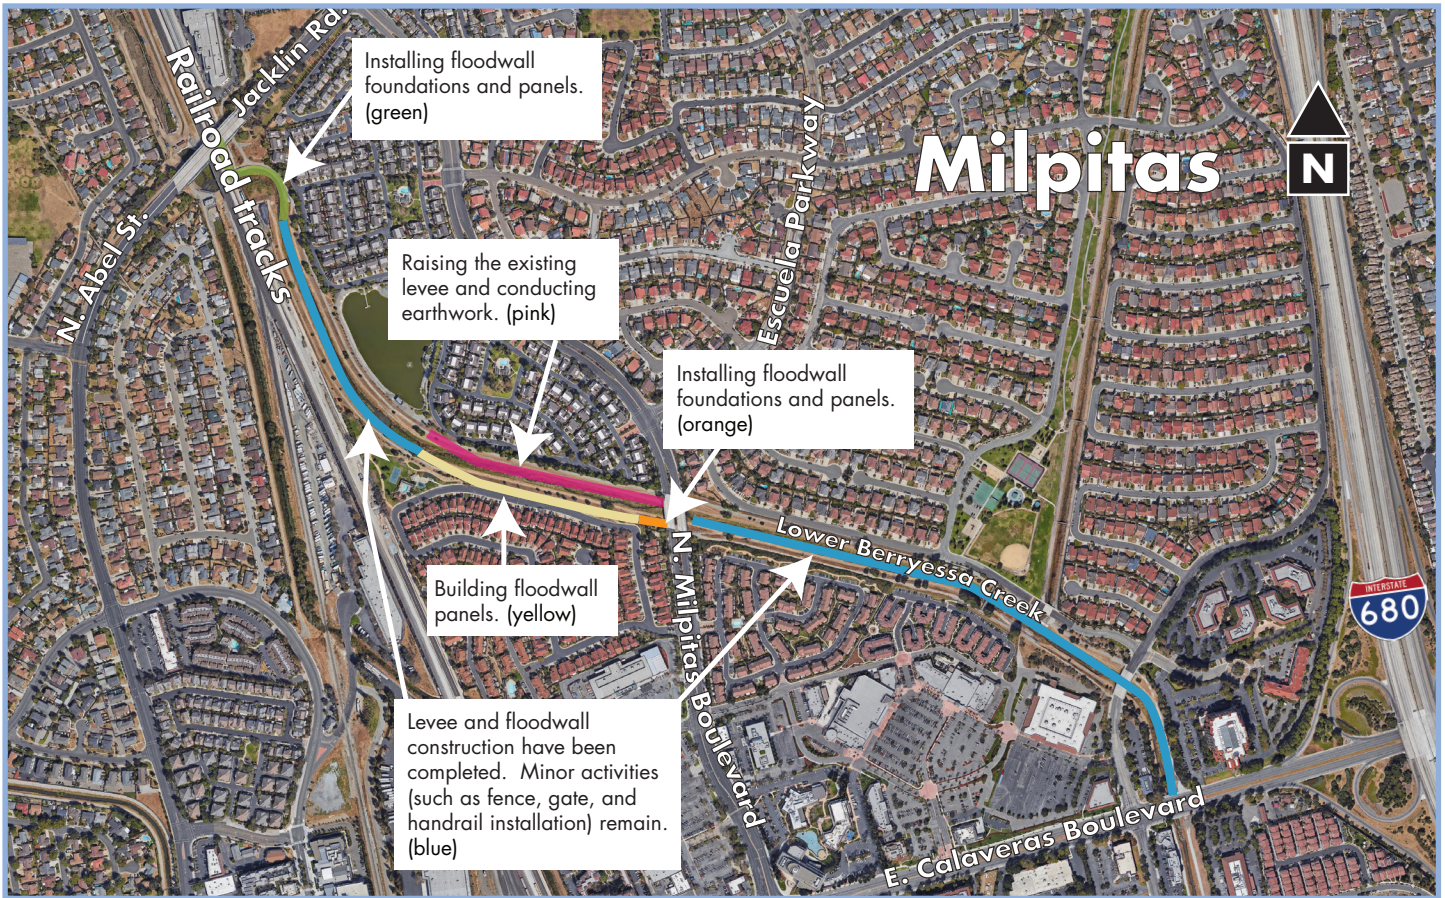 Railroad tracks
Jacklin Rd.
Installing floodwall
foundations and panels.
(green)
Milpitas
N
Escuela Parkway
N. Abel St.
Raising the existing
levee and conducting
earthwork. (pink)
Installing floodwall
foundations and panels.
(orange)
Lower Berryessa Creek
INTERSTATE
680
Building floodwall
panels. (yellow)
N. Milpitas Boulevard
Levee and floodwall
construction have been
completed.  Minor activities
(such as fence, gate, and
handrail installation) remain.
(blue)
E. Calaveras Boulevard